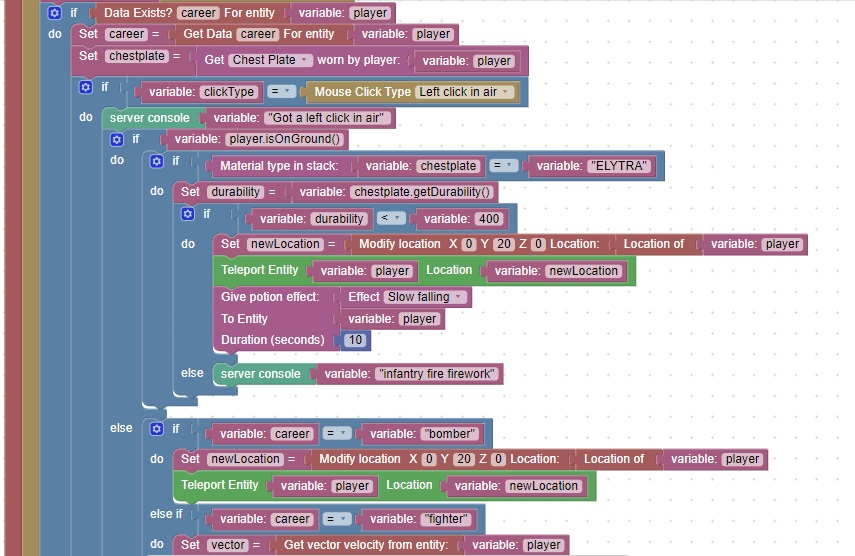 if Data Exists? career For entity variable: player
do Set career = Get Data career For entity variable: player
Set chestplate = Get Chest Plate worn by player: variable: player
if variable: clickType = Mouse Click Type Left click in air
do server console variable: "Got a left click in air"
if variable: player.isOnGround()
do if Material type in stack: variable: chestplate = variable: "ELYTRA"
do Set durability = variable: chestplate.getDurability()
if variable: durability < variable: 400
do Set newLocation = Modify location X 0 Y 20 Z 0 Location: Location of variable: player
Teleport Entity variable: player Location variable: newLocation
Give potion effect: Effect Slow falling
To Entity variable: player
Duration (seconds) 10
else server console variable: "infantry fire firework"
else if variable: career = variable: "bomber"
do Set newLocation = Modify location X 0 Y 20 Z 0 Location: Location of variable: player
Teleport Entity variable: player Location variable: newLocation
else if variable: career = variable: "fighter"
do Set vector = Get vector velocity from entity: variable: player